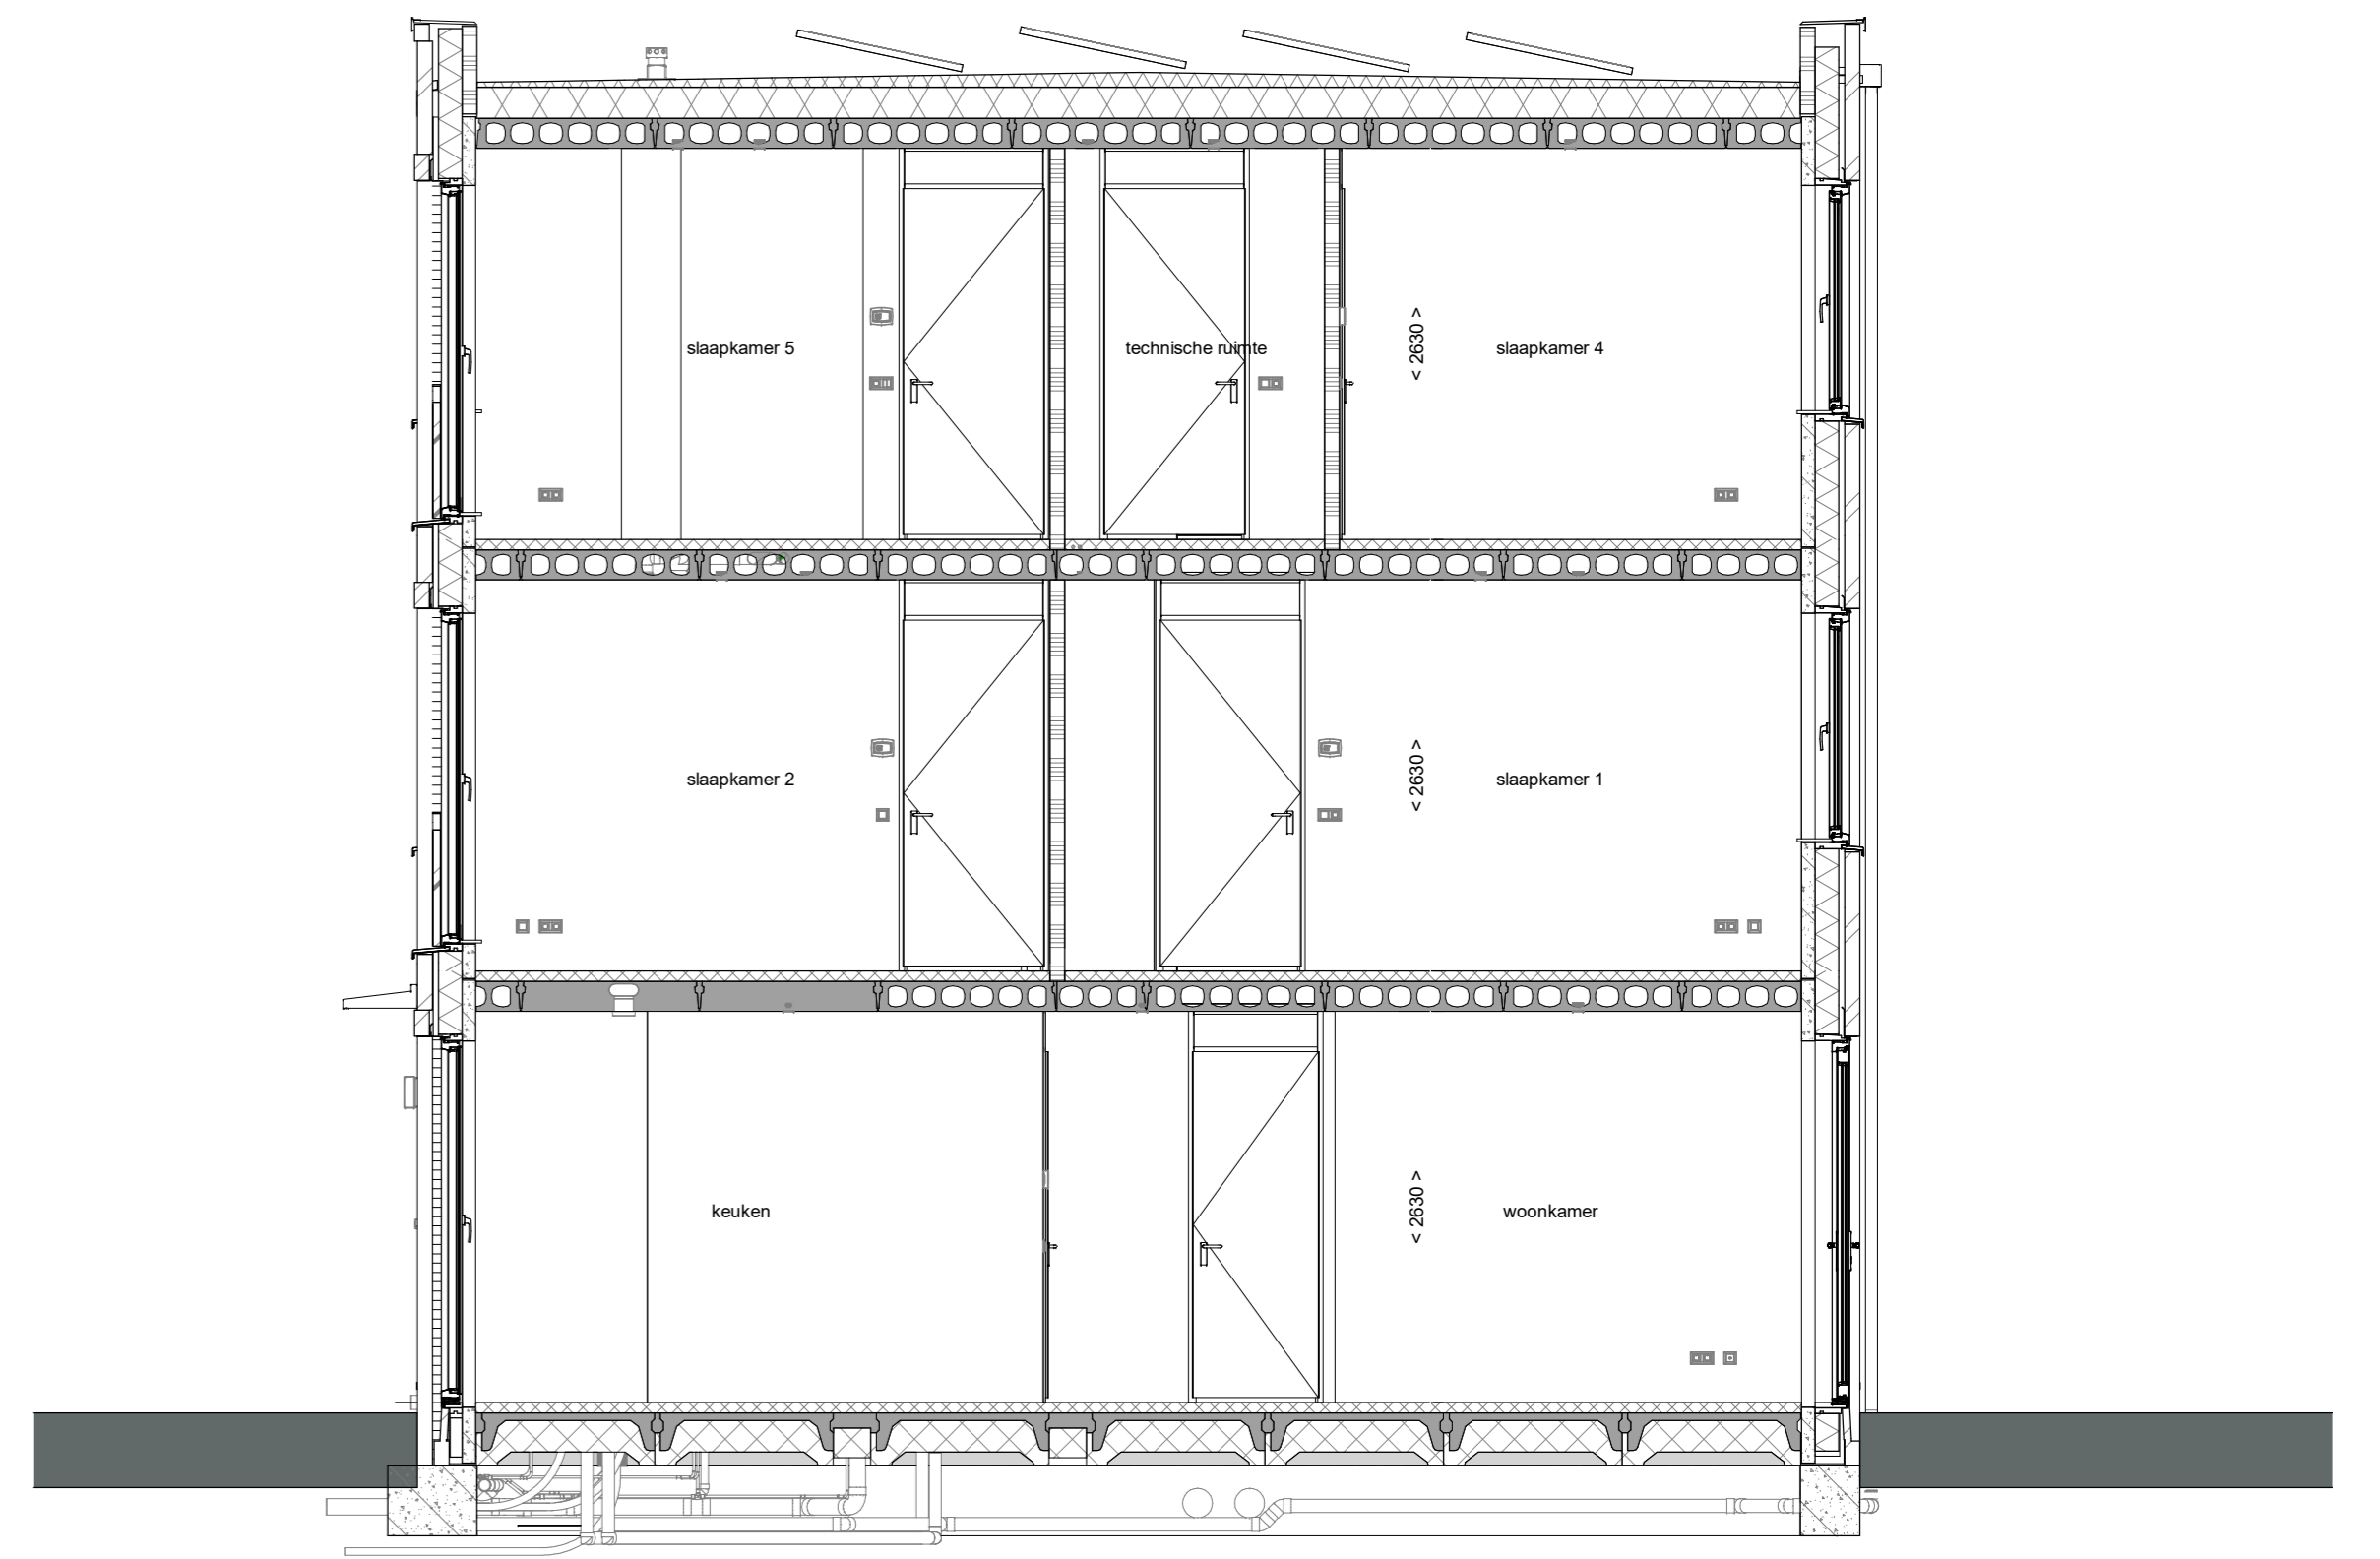 slaapkamer 5
technische ruimte
< 2630 >
slaapkamer 4
slaapkamer 2
< 2630 >
slaapkamer 1
keuken
< 2630 >
woonkamer